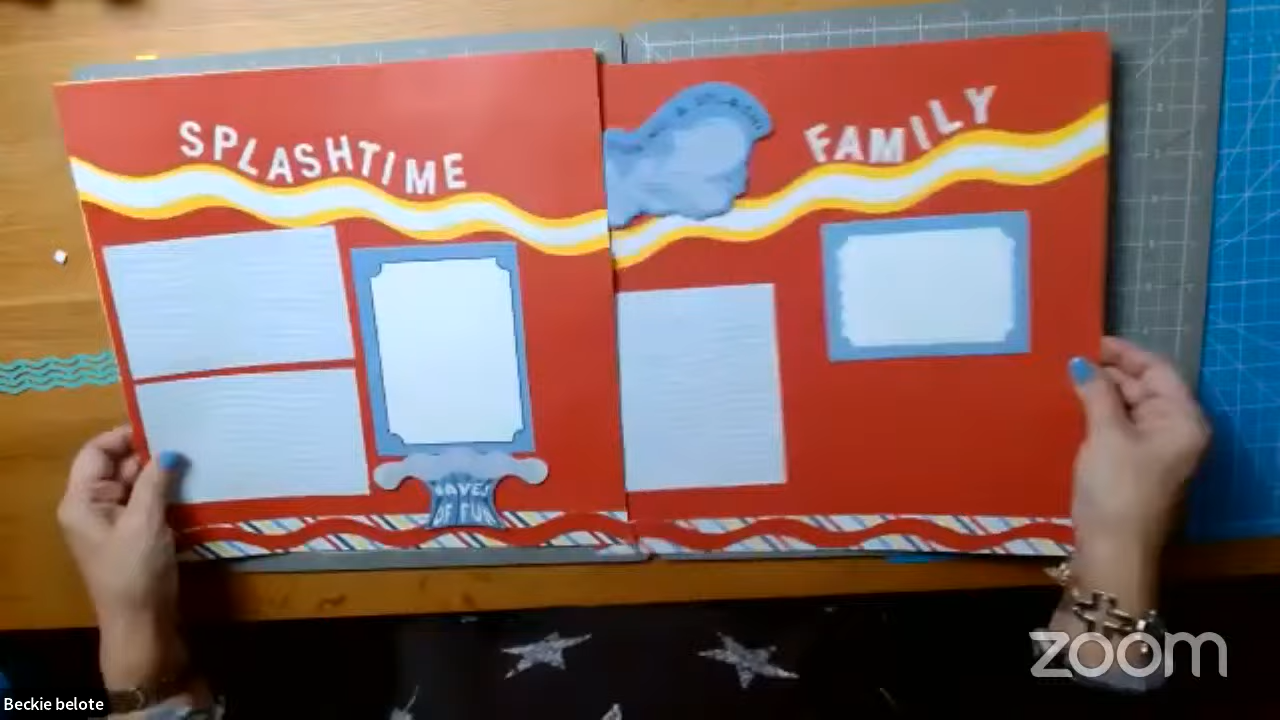 SPLASHTIME
FAMILY
WAVES
OF FUN
zoom
Beckie belote